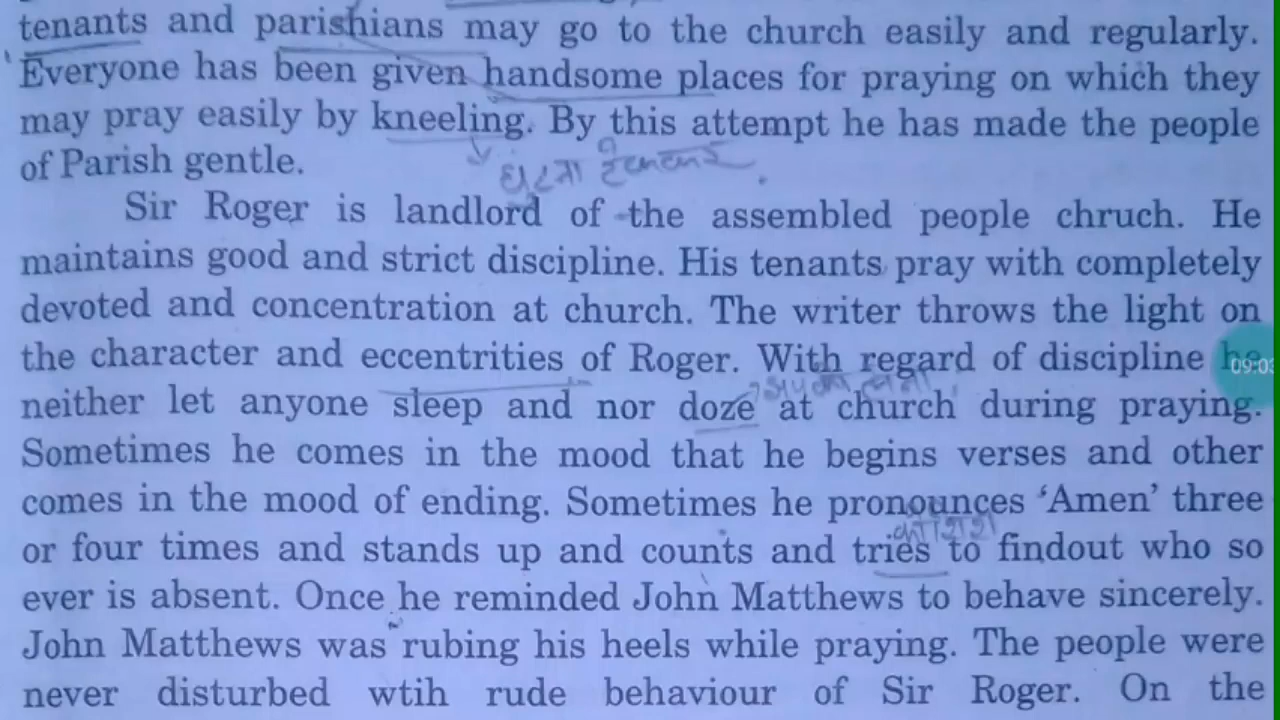 tenants and parishians may go to the church easily and regularly.
Everyone has been given handsome places for praying on which they
may pray easily by kneeling. By this attempt he has made the people
of Parish gentle.
Sir Roger is landlord of the assembled people chruch. He
maintains good and strict discipline. His tenants pray with completely
devoted and concentration at church. The writer throws the light on
the character and eccentrities of Roger. With regard of discipline he
09:03
neither let anyone sleep and nor doze at church during praying.
Sometimes he comes in the mood that he begins verses and other
comes in the mood of ending. Sometimes he pronounces ‘Amen’ three
कोशिश
or four times and stands up and counts and tries to findout who so
ever is absent. Once he reminded John Matthews to behave sincerely.
John Matthews was rubing his heels while praying. The people were
never disturbed wtih rude behaviour of Sir Roger. On the